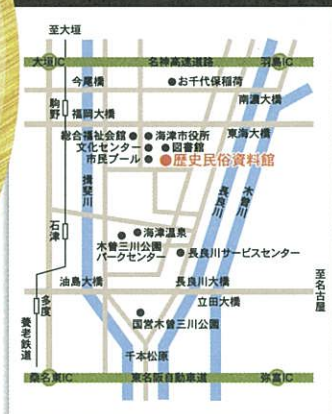 至大垣
大垣IC 名神高速道路 羽島IC
今尾橋 ●お千代保稲荷
駒野 福岡大橋 南濃大橋
総合福祉会館● ●海津市役所 東海大橋
文化センター● ●図書館
市民プール● ●歴史民俗資料館
揖斐川
長良川
木曽川
石津
●海津温泉
木曽三川公園
パークセンター
●長良川サービスセンター
油島大橋 長良川大橋
立田大橋
至名古屋
多度
国営木曽三川公園
養老鉄道
千本松原
桑名東IC 東名阪自動車道 弥富IC